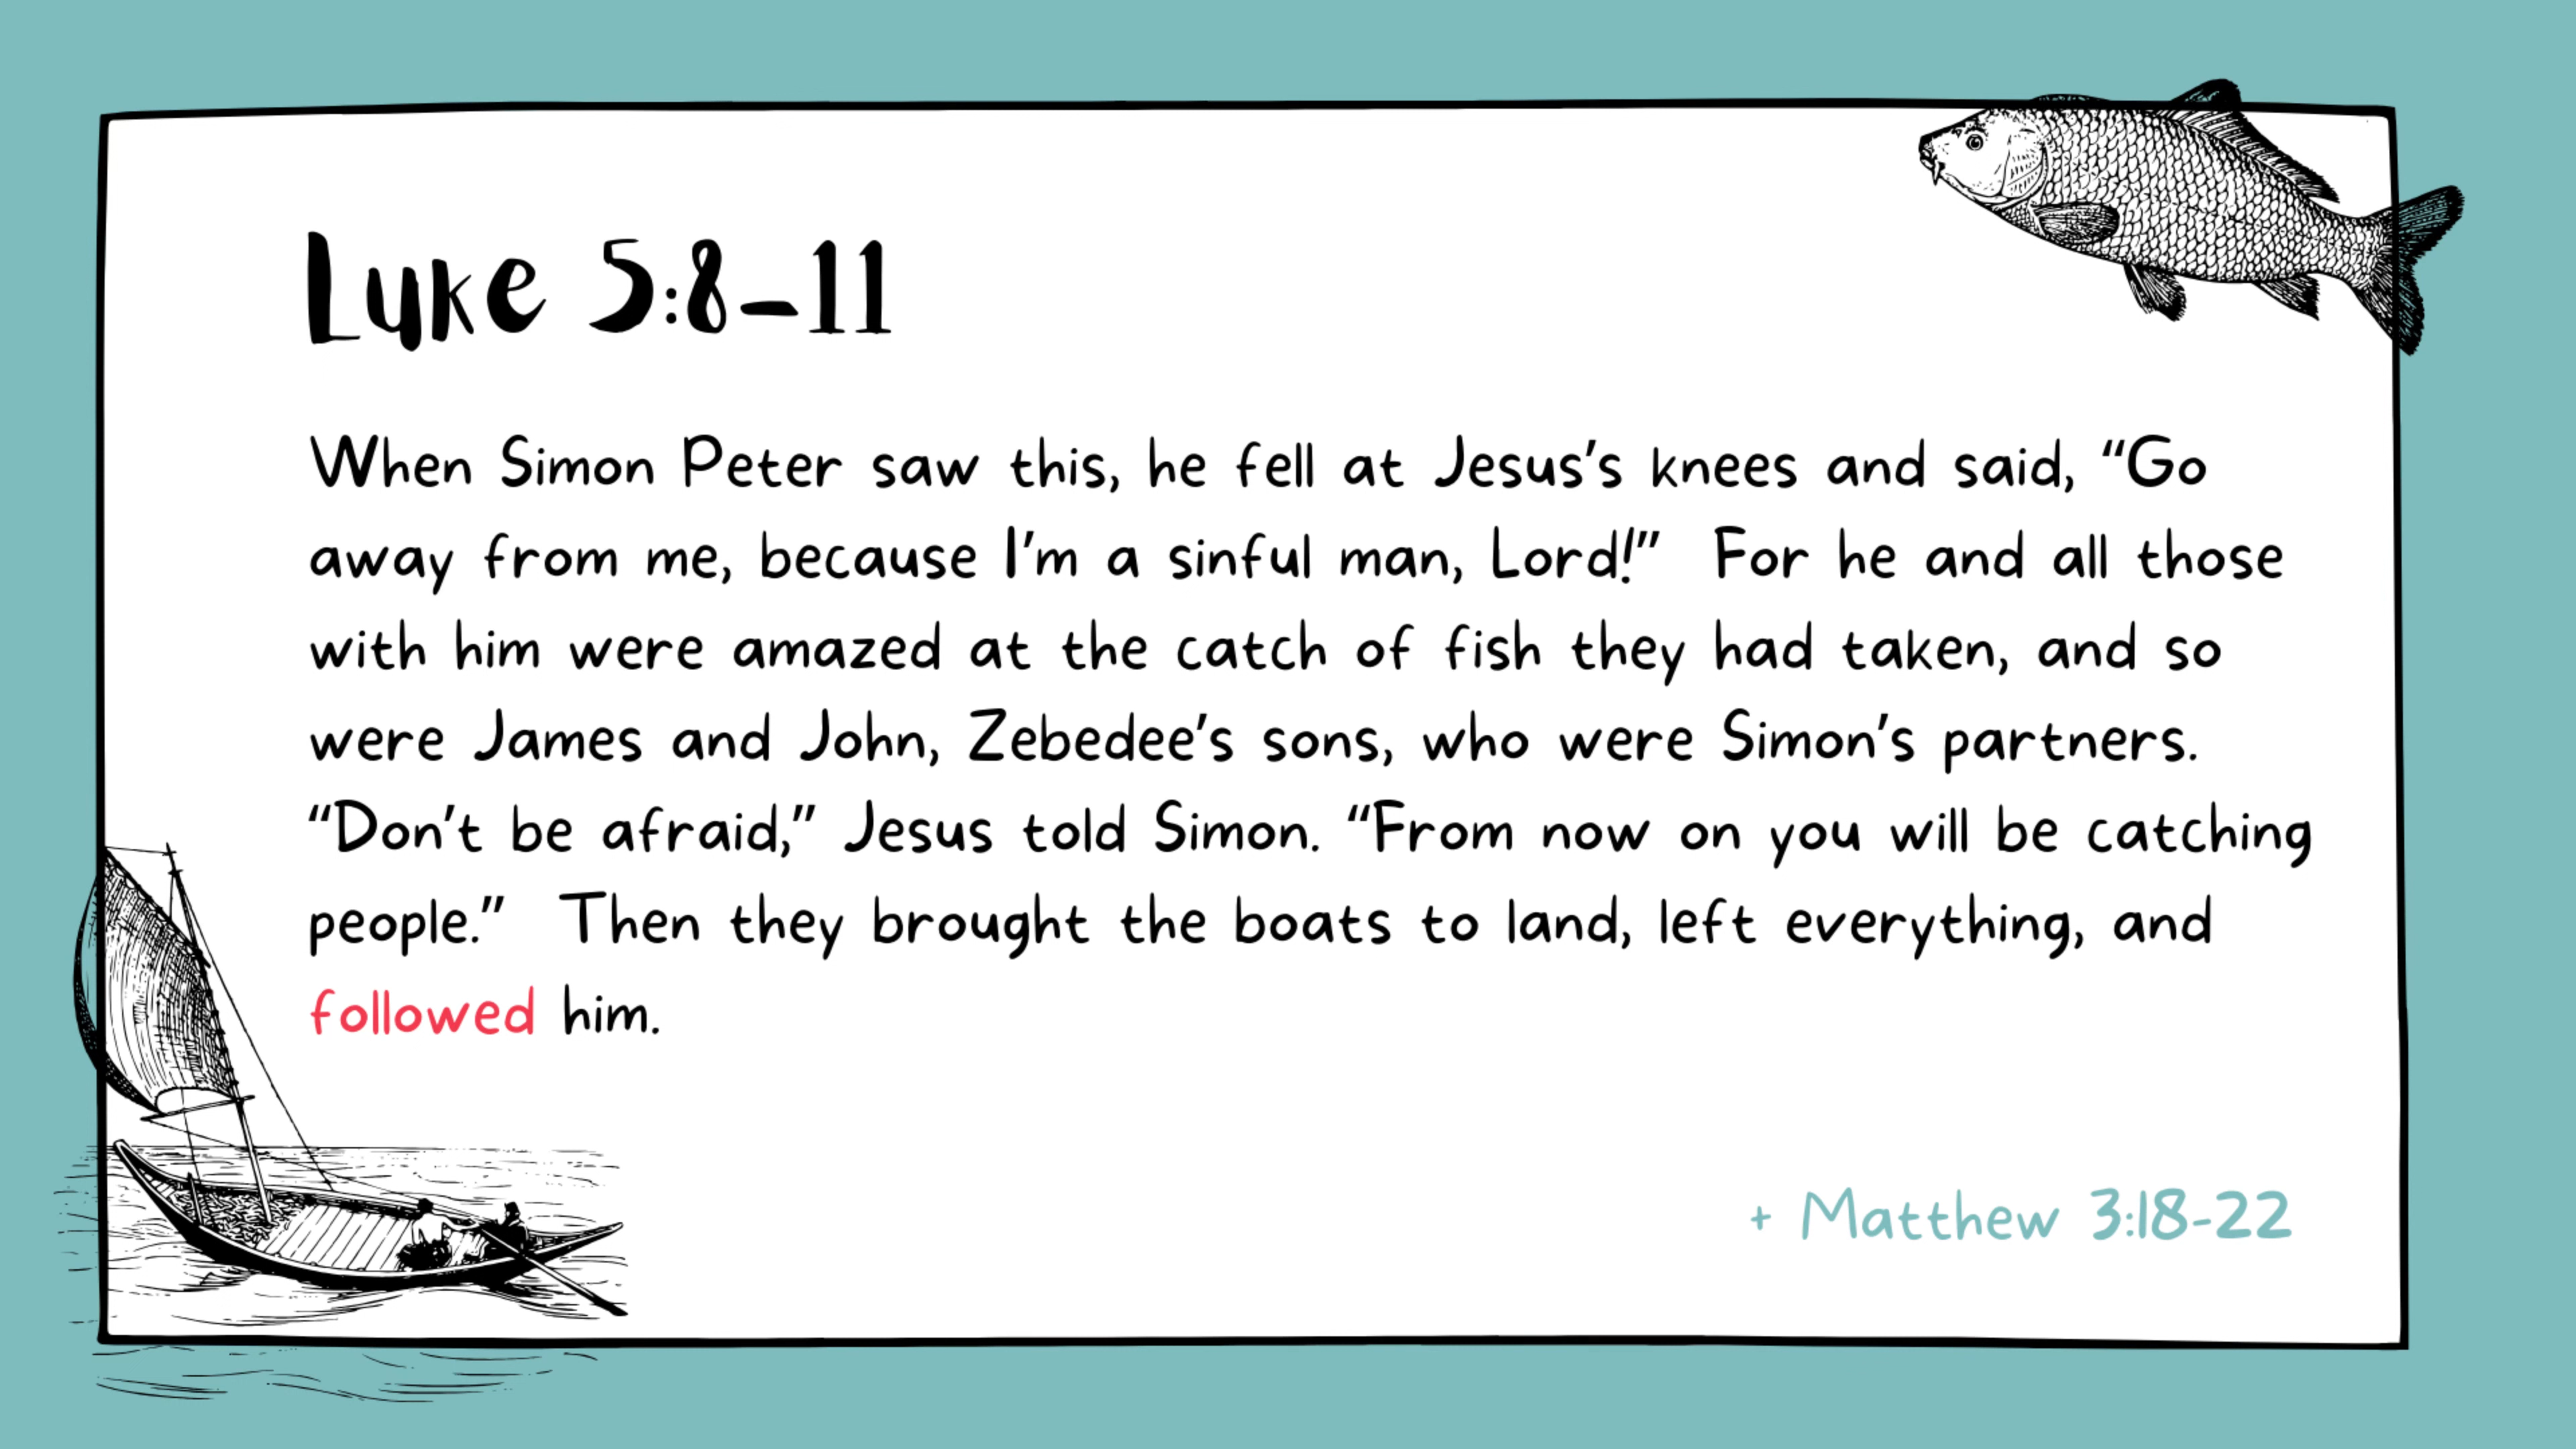 Luke 5:8-11
When Simon Peter saw this, he fell at Jesus's knees and said, “Go
away from me, because I'm a sinful man, Lord!” For he and all those
with him were amazed at the catch of fish they had taken, and so
were James and John, Zebedee's sons, who were Simon's partners.
“Don't be afraid,” Jesus told Simon. “From now on you will be catching
people.” Then they brought the boats to land, left everything, and
followed him.
+ Matthew 3:18-22